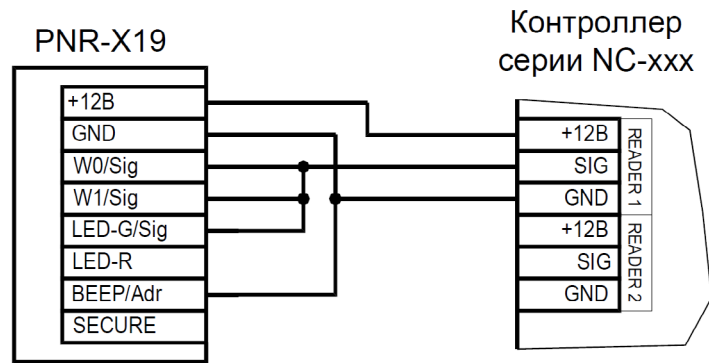 PNR-X19
Контроллер
серии NC-xxx
+12В
GND
W0/Sig
W1/Sig
LED-G/Sig
LED-R
BEEP/Adr
SECURE
+12В
SIG
GND
READER 1
+12В
SIG
GND
READER 2